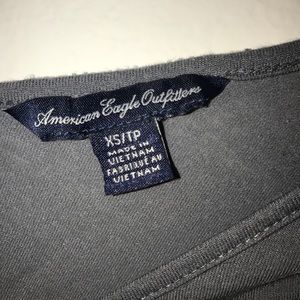 American Eagle Outfitters
XS/TP
MADE IN
VIETNAM
FABRIQUÉ AU
VIETNAM